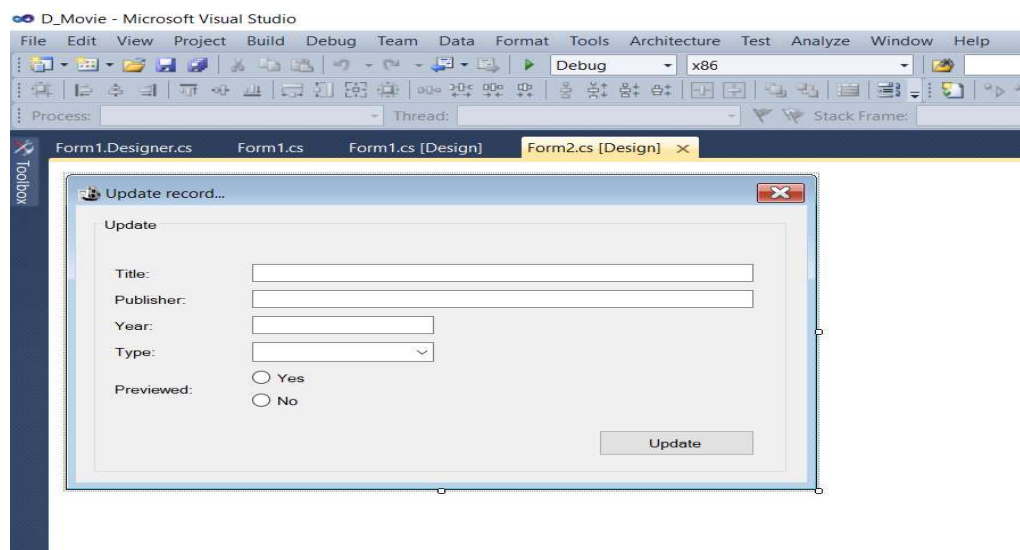 D_Movie - Microsoft Visual Studio
File Edit View Project Build Debug Team Data Format Tools Architecture Test Analyze Window Help
Debug x86
Process: Thread: Stack Frame:
Toolbox
Form1.Designer.cs Form1.cs Form1.cs [Design] Form2.cs [Design]
Update record...
Update
Title:
Publisher:
Year:
Type:
Previewed:
Yes
No
Update